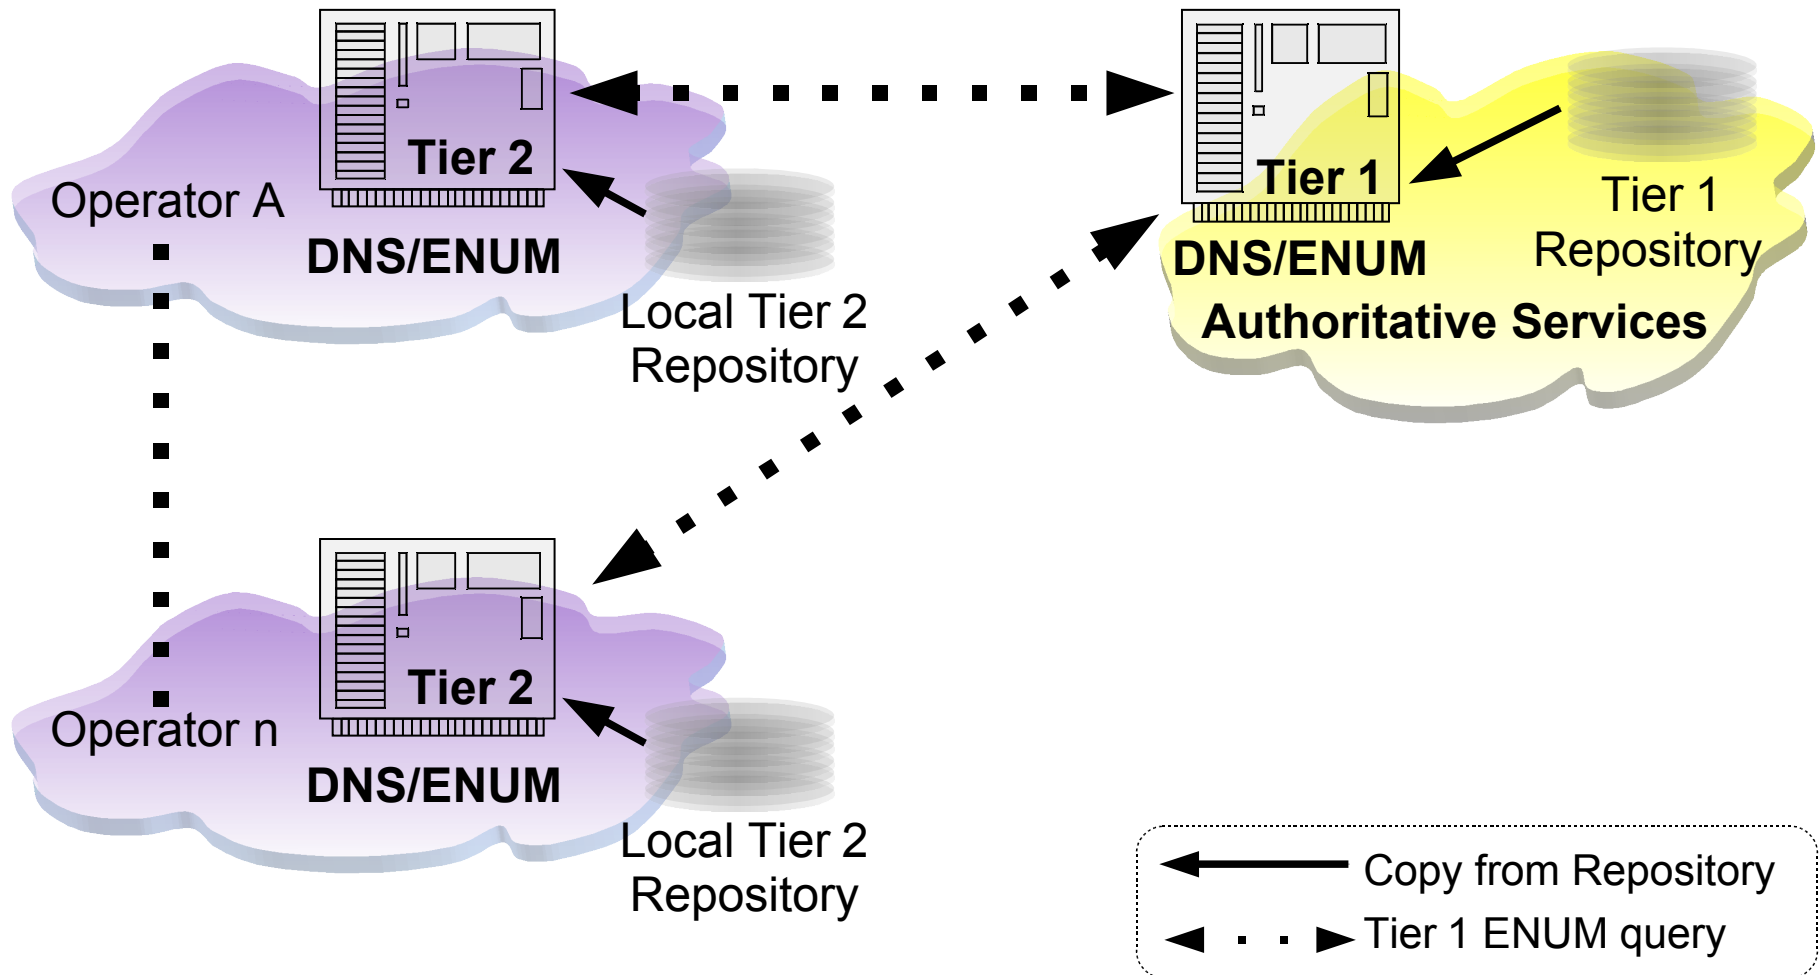 Tier 2
Operator A
DNS/ENUM
Local Tier 2
Repository
Tier 1
DNS/ENUM
Authoritative Services
Tier 1
Repository
Tier 2
Operator n
DNS/ENUM
Local Tier 2
Repository
Copy from Repository
Tier 1 ENUM query